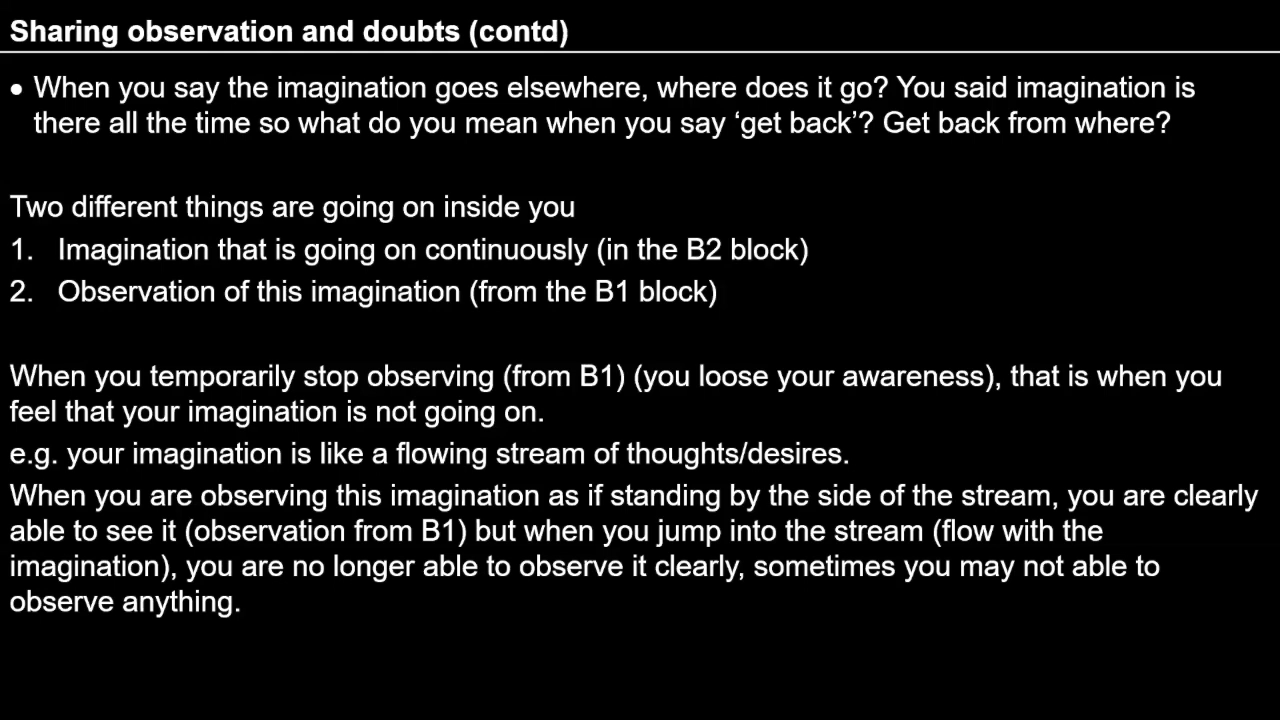 Sharing observation and doubts (contd)
• When you say the imagination goes elsewhere, where does it go? You said imagination is
there all the time so what do you mean when you say ‘get back’? Get back from where?
Two different things are going on inside you
1. Imagination that is going on continuously (in the B2 block)
2. Observation of this imagination (from the B1 block)
When you temporarily stop observing (from B1) (you loose your awareness), that is when you
feel that your imagination is not going on.
e.g. your imagination is like a flowing stream of thoughts/desires.
When you are observing this imagination as if standing by the side of the stream, you are clearly
able to see it (observation from B1) but when you jump into the stream (flow with the
imagination), you are no longer able to observe it clearly, sometimes you may not able to
observe anything.